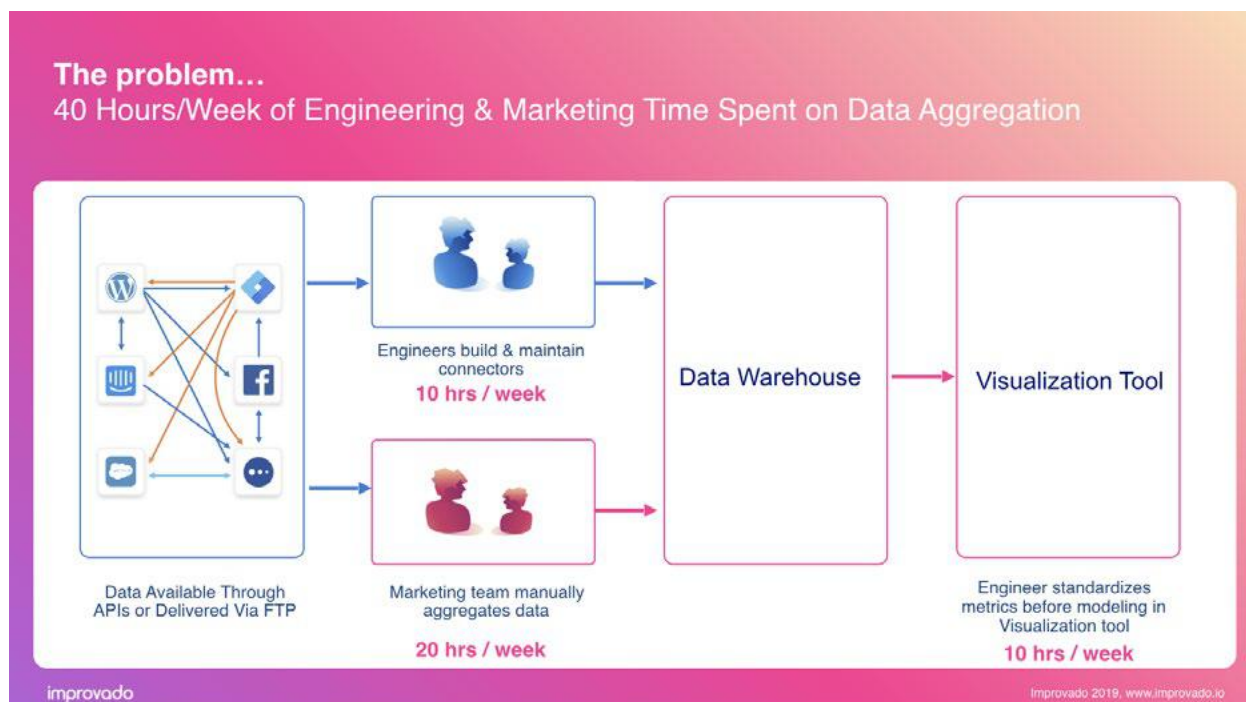 The problem...
40 Hours/Week of Engineering & Marketing Time Spent on Data Aggregation
Data Available Through
APIs or Delivered Via FTP
Engineers build & maintain
connectors
10 hrs / week
Marketing team manually
aggregates data
20 hrs / week
Data Warehouse
Visualization Tool
Engineer standardizes
metrics before modeling in
Visualization tool
10 hrs / week
improvado
Improvado 2019, www.improvado.io